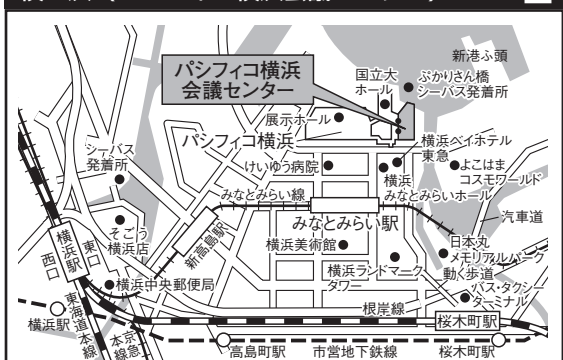 新港ふ頭
パシフィコ横浜
会議センター
国立大
ホール
ぷかりさん橋
シーバス発着所
展示ホール
パシフィコ横浜
シーバス
発着所
けいゆう病院
横浜ベイホテル
東急
よこはま
コスモワールド
横浜
みなとみらいホール
みなとみらい線
みなとみらい駅
汽車道
そごう
横浜店
新高島駅
横浜美術館
日本丸
メモリアルパーク
横浜駅
東口
西口
横浜ランドマーク
タワー
動く歩道
横浜中央郵便局
バス・タクシー
ターミナル
根岸線
桜木町駅
横浜駅
東海道本線
京急本線
高島町駅
市営地下鉄線
桜木町駅